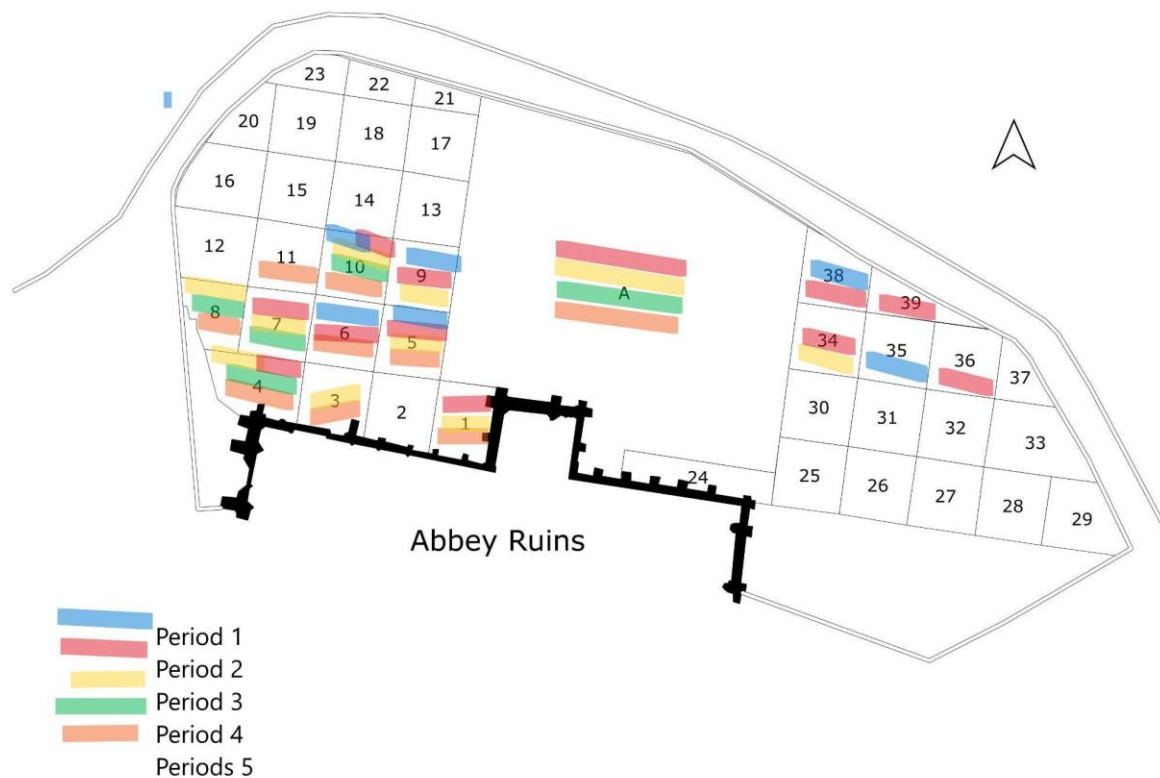 23 22 21
20 19 18 17
16 15 14 13
12 11 10 9
8 7 6 5
4 3 2 1
A
38 39
34 35 36 37
30 31 32 33
24 25 26 27 28 29
Abbey Ruins
Period 1
Period 2
Period 3
Period 4
Periods 5